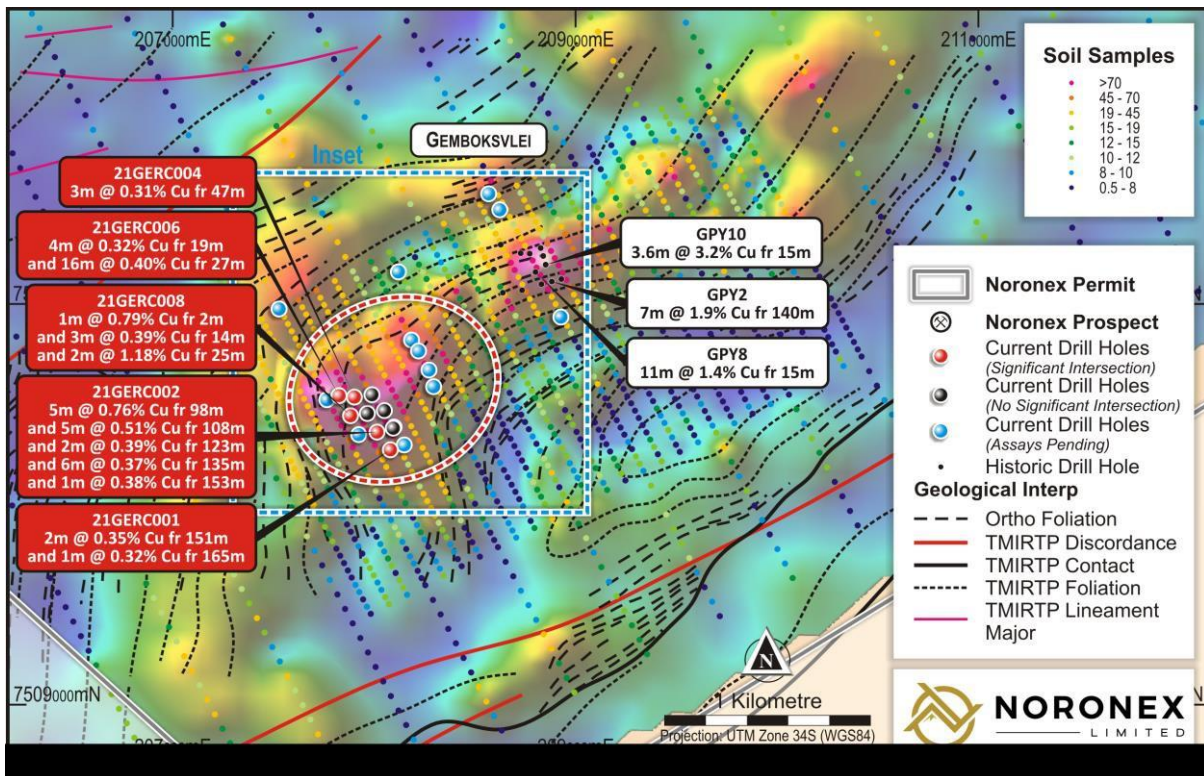 207000mE
209000mE
211000mE
Soil Samples
>70
45 - 70
19 - 45
15 - 19
12 - 15
10 - 12
8 - 10
0.5 - 8
GEMBOKSVLEI
Inset
21GERC004
3m @ 0.31% Cu fr 47m
21GERC006
4m @ 0.32% Cu fr 19m
and 16m @ 0.40% Cu fr 27m
21GERC008
1m @ 0.79% Cu fr 2m
and 3m @ 0.39% Cu fr 14m
and 2m @ 1.18% Cu fr 25m
21GERC002
5m @ 0.76% Cu fr 98m
and 5m @ 0.51% Cu fr 108m
and 2m @ 0.39% Cu fr 123m
and 6m @ 0.37% Cu fr 135m
and 1m @ 0.38% Cu fr 153m
21GERC001
2m @ 0.35% Cu fr 151m
and 1m @ 0.32% Cu fr 165m
GPY10
3.6m @ 3.2% Cu fr 15m
GPY2
7m @ 1.9% Cu fr 140m
GPY8
11m @ 1.4% Cu fr 15m
Noronex Permit
Noronex Prospect
Current Drill Holes
(Significant Intersection)
Current Drill Holes
(No Significant Intersection)
Current Drill Holes
(Assays Pending)
Historic Drill Hole
Geological Interp
Ortho Foliation
TMIRTP Discordance
TMIRTP Contact
TMIRTP Foliation
TMIRTP Lineament
Major
7509000mN
N
1 Kilometre
Projection: UTM Zone 34S (WGS84)
NORONEX
LIMITED